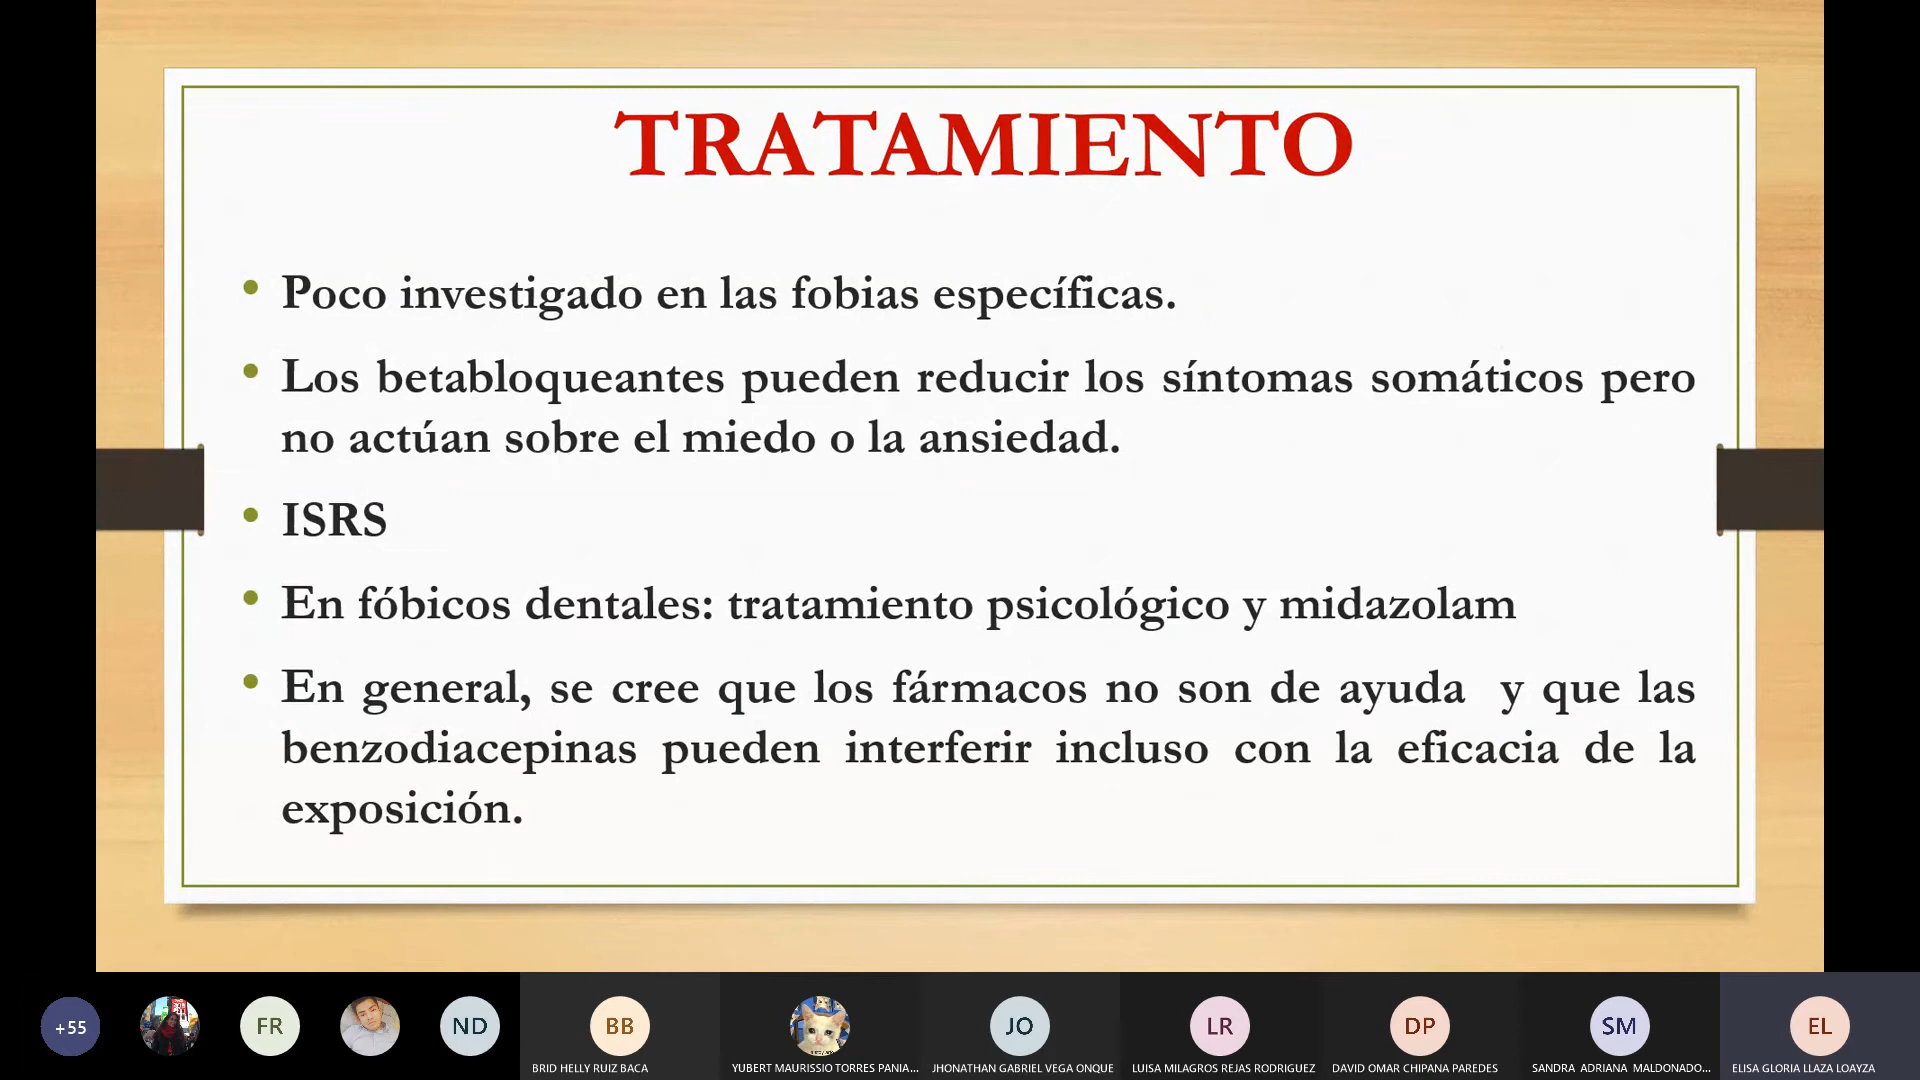 TRATAMIENTO
• Poco investigado en las fobias específicas.
• Los betabloqueantes pueden reducir los síntomas somáticos pero
no actúan sobre el miedo o la ansiedad.
• ISRS
• En fóbicos dentales: tratamiento psicológico y midazolam
• En general, se cree que los fármacos no son de ayuda y que las
benzodiacepinas pueden interferir incluso con la eficacia de la
exposición.
+55
FR
ND
BB
JO
LR
DP
SM
EL
BRID HELLY RUIZ BACA
YUBERT MAURISSIO TORRES PANIA...
JHONATHAN GABRIEL VEGA ONQUE
LUISA MILAGROS REJAS RODRIGUEZ
DAVID OMAR CHIPANA PAREDES
SANDRA ADRIANA MALDONADO...
ELISA GLORIA LLAZA LOAYZA